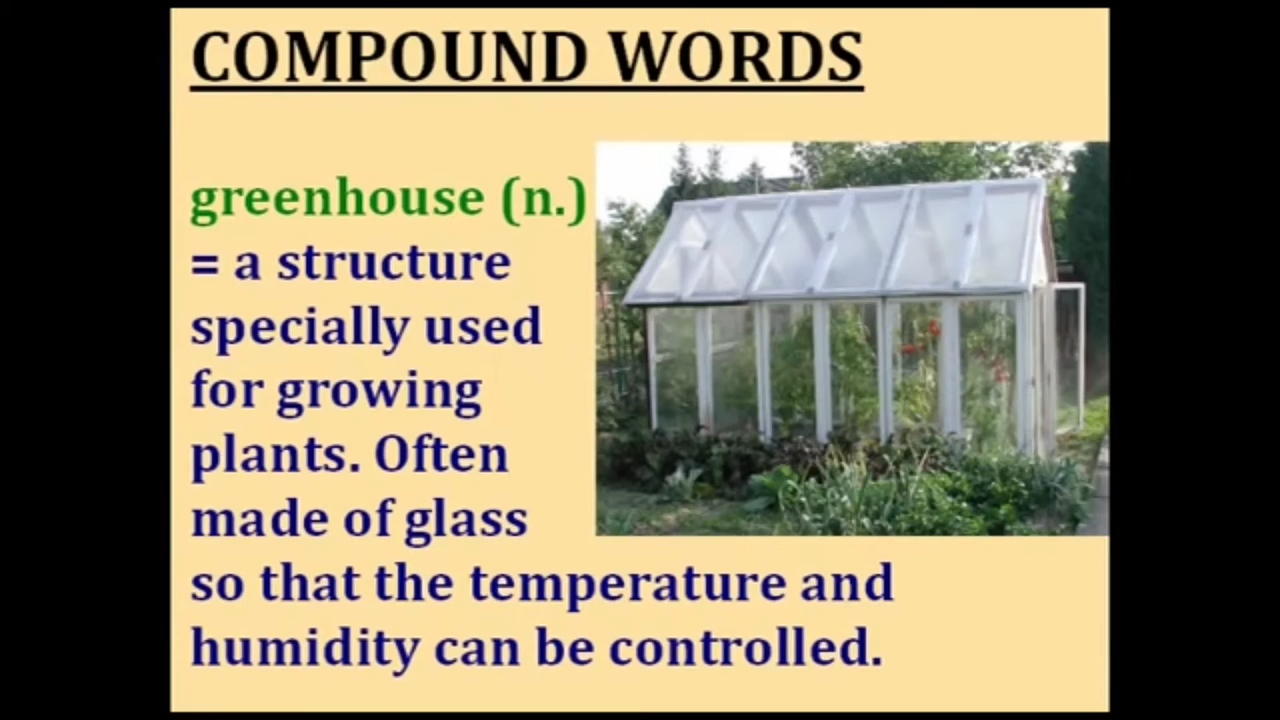 COMPOUND WORDS
greenhouse (n.)
= a structure
specially used
for growing
plants. Often
made of glass
so that the temperature and
humidity can be controlled.